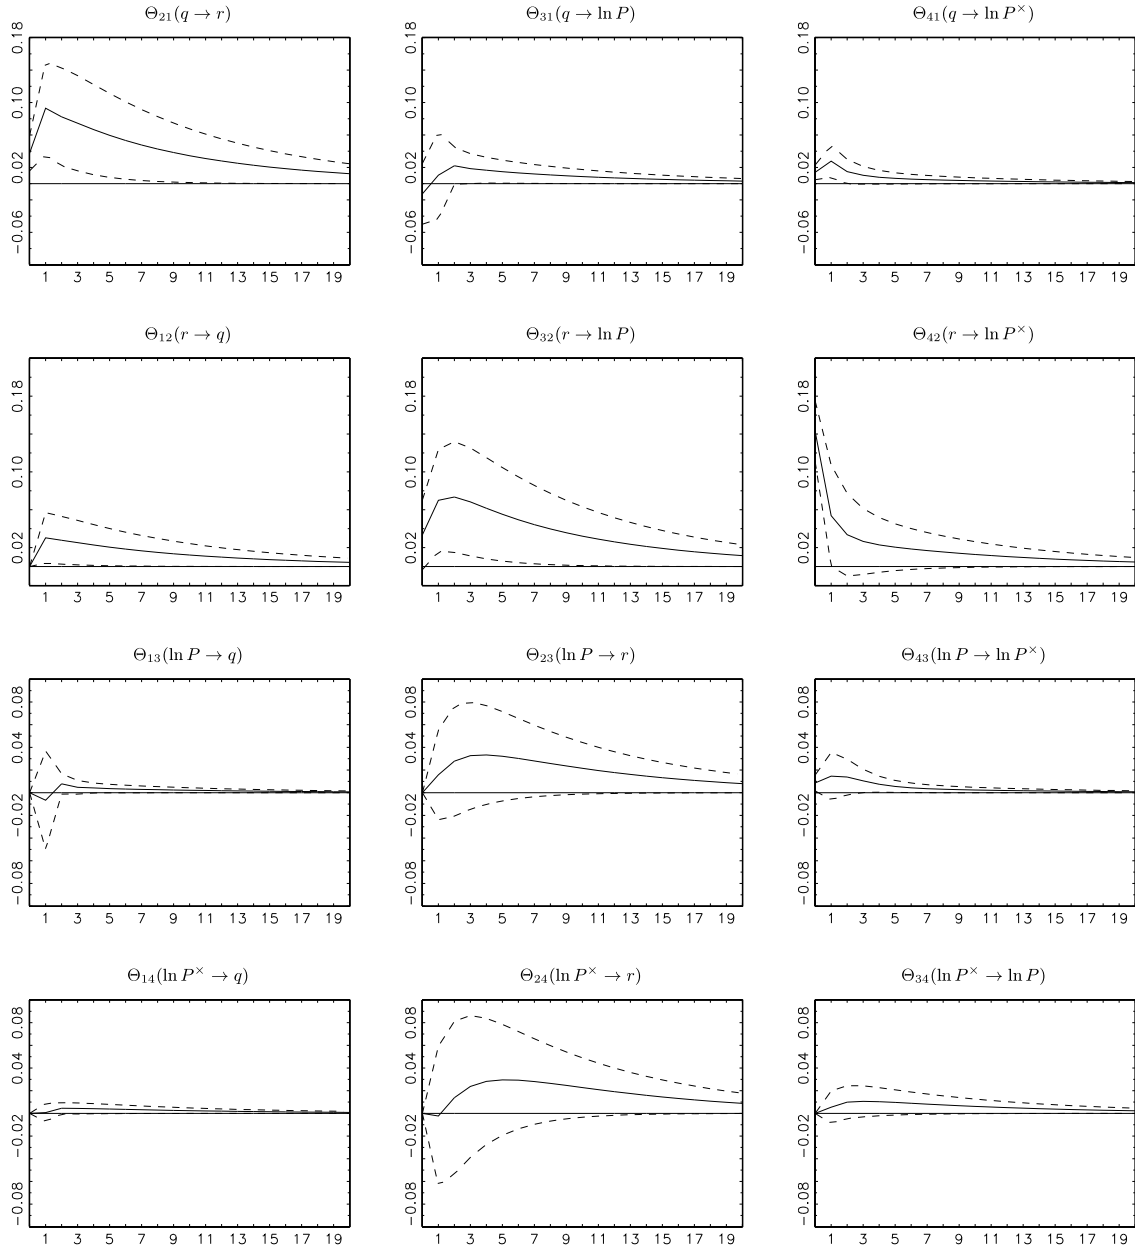 Θ₂₁(q → r)
Θ₃₁(q → ln P)
Θ₄₁(q → ln P×)
0.18
0.10
0.02
−0.06
1 3 5 7 9 11 13 15 17 19
0.18
0.10
0.02
−0.06
1 3 5 7 9 11 13 15 17 19
0.18
0.10
0.02
−0.06
1 3 5 7 9 11 13 15 17 19
Θ₁₂(r → q)
Θ₃₂(r → ln P)
Θ₄₂(r → ln P×)
0.18
0.10
0.02
1 3 5 7 9 11 13 15 17 19
0.18
0.10
0.02
1 3 5 7 9 11 13 15 17 19
0.18
0.10
0.02
1 3 5 7 9 11 13 15 17 19
Θ₁₃(ln P → q)
Θ₂₃(ln P → r)
Θ₄₃(ln P → ln P×)
0.08
0.04
−0.02
−0.08
1 3 5 7 9 11 13 15 17 19
0.08
0.04
−0.02
−0.08
1 3 5 7 9 11 13 15 17 19
0.08
0.04
−0.02
−0.08
1 3 5 7 9 11 13 15 17 19
Θ₁₄(ln P× → q)
Θ₂₄(ln P× → r)
Θ₃₄(ln P× → ln P)
0.08
0.04
−0.02
−0.08
1 3 5 7 9 11 13 15 17 19
0.08
0.04
−0.02
−0.08
1 3 5 7 9 11 13 15 17 19
0.08
0.04
−0.02
−0.08
1 3 5 7 9 11 13 15 17 19